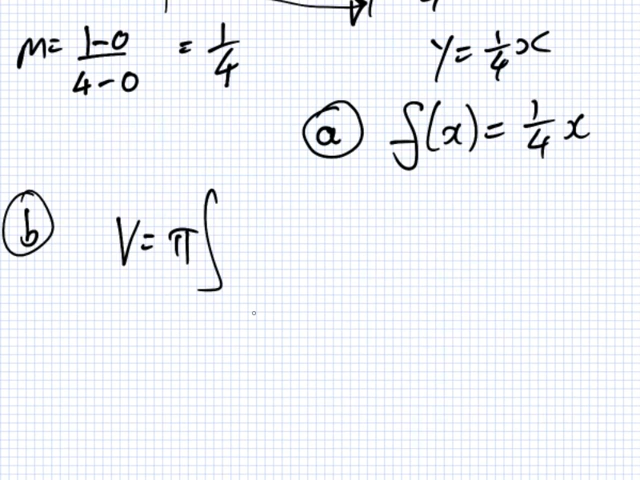 m = (1-0)/(4-0) = 1/4
y = 1/4 x
(a) f(x) = 1/4 x
(b) V = π∫